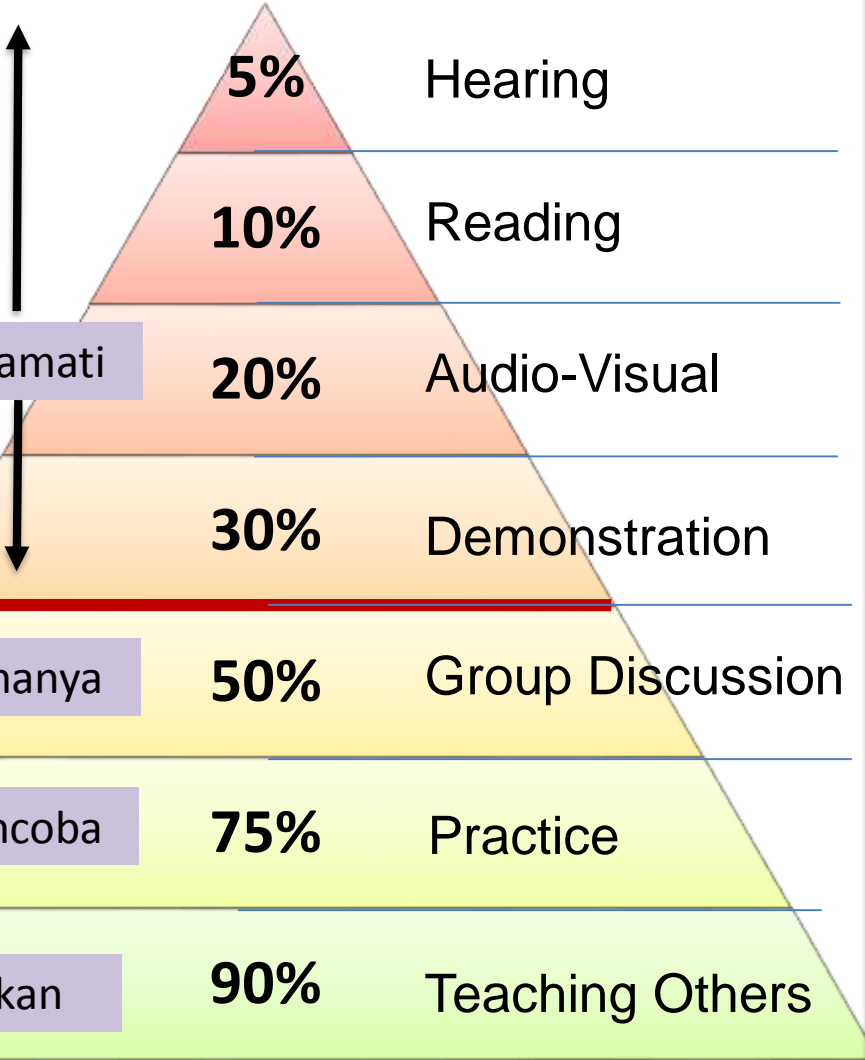 5% Hearing
10% Reading
amati 20% Audio-Visual
30% Demonstration
nanya 50% Group Discussion
ncoba 75% Practice
kan 90% Teaching Others